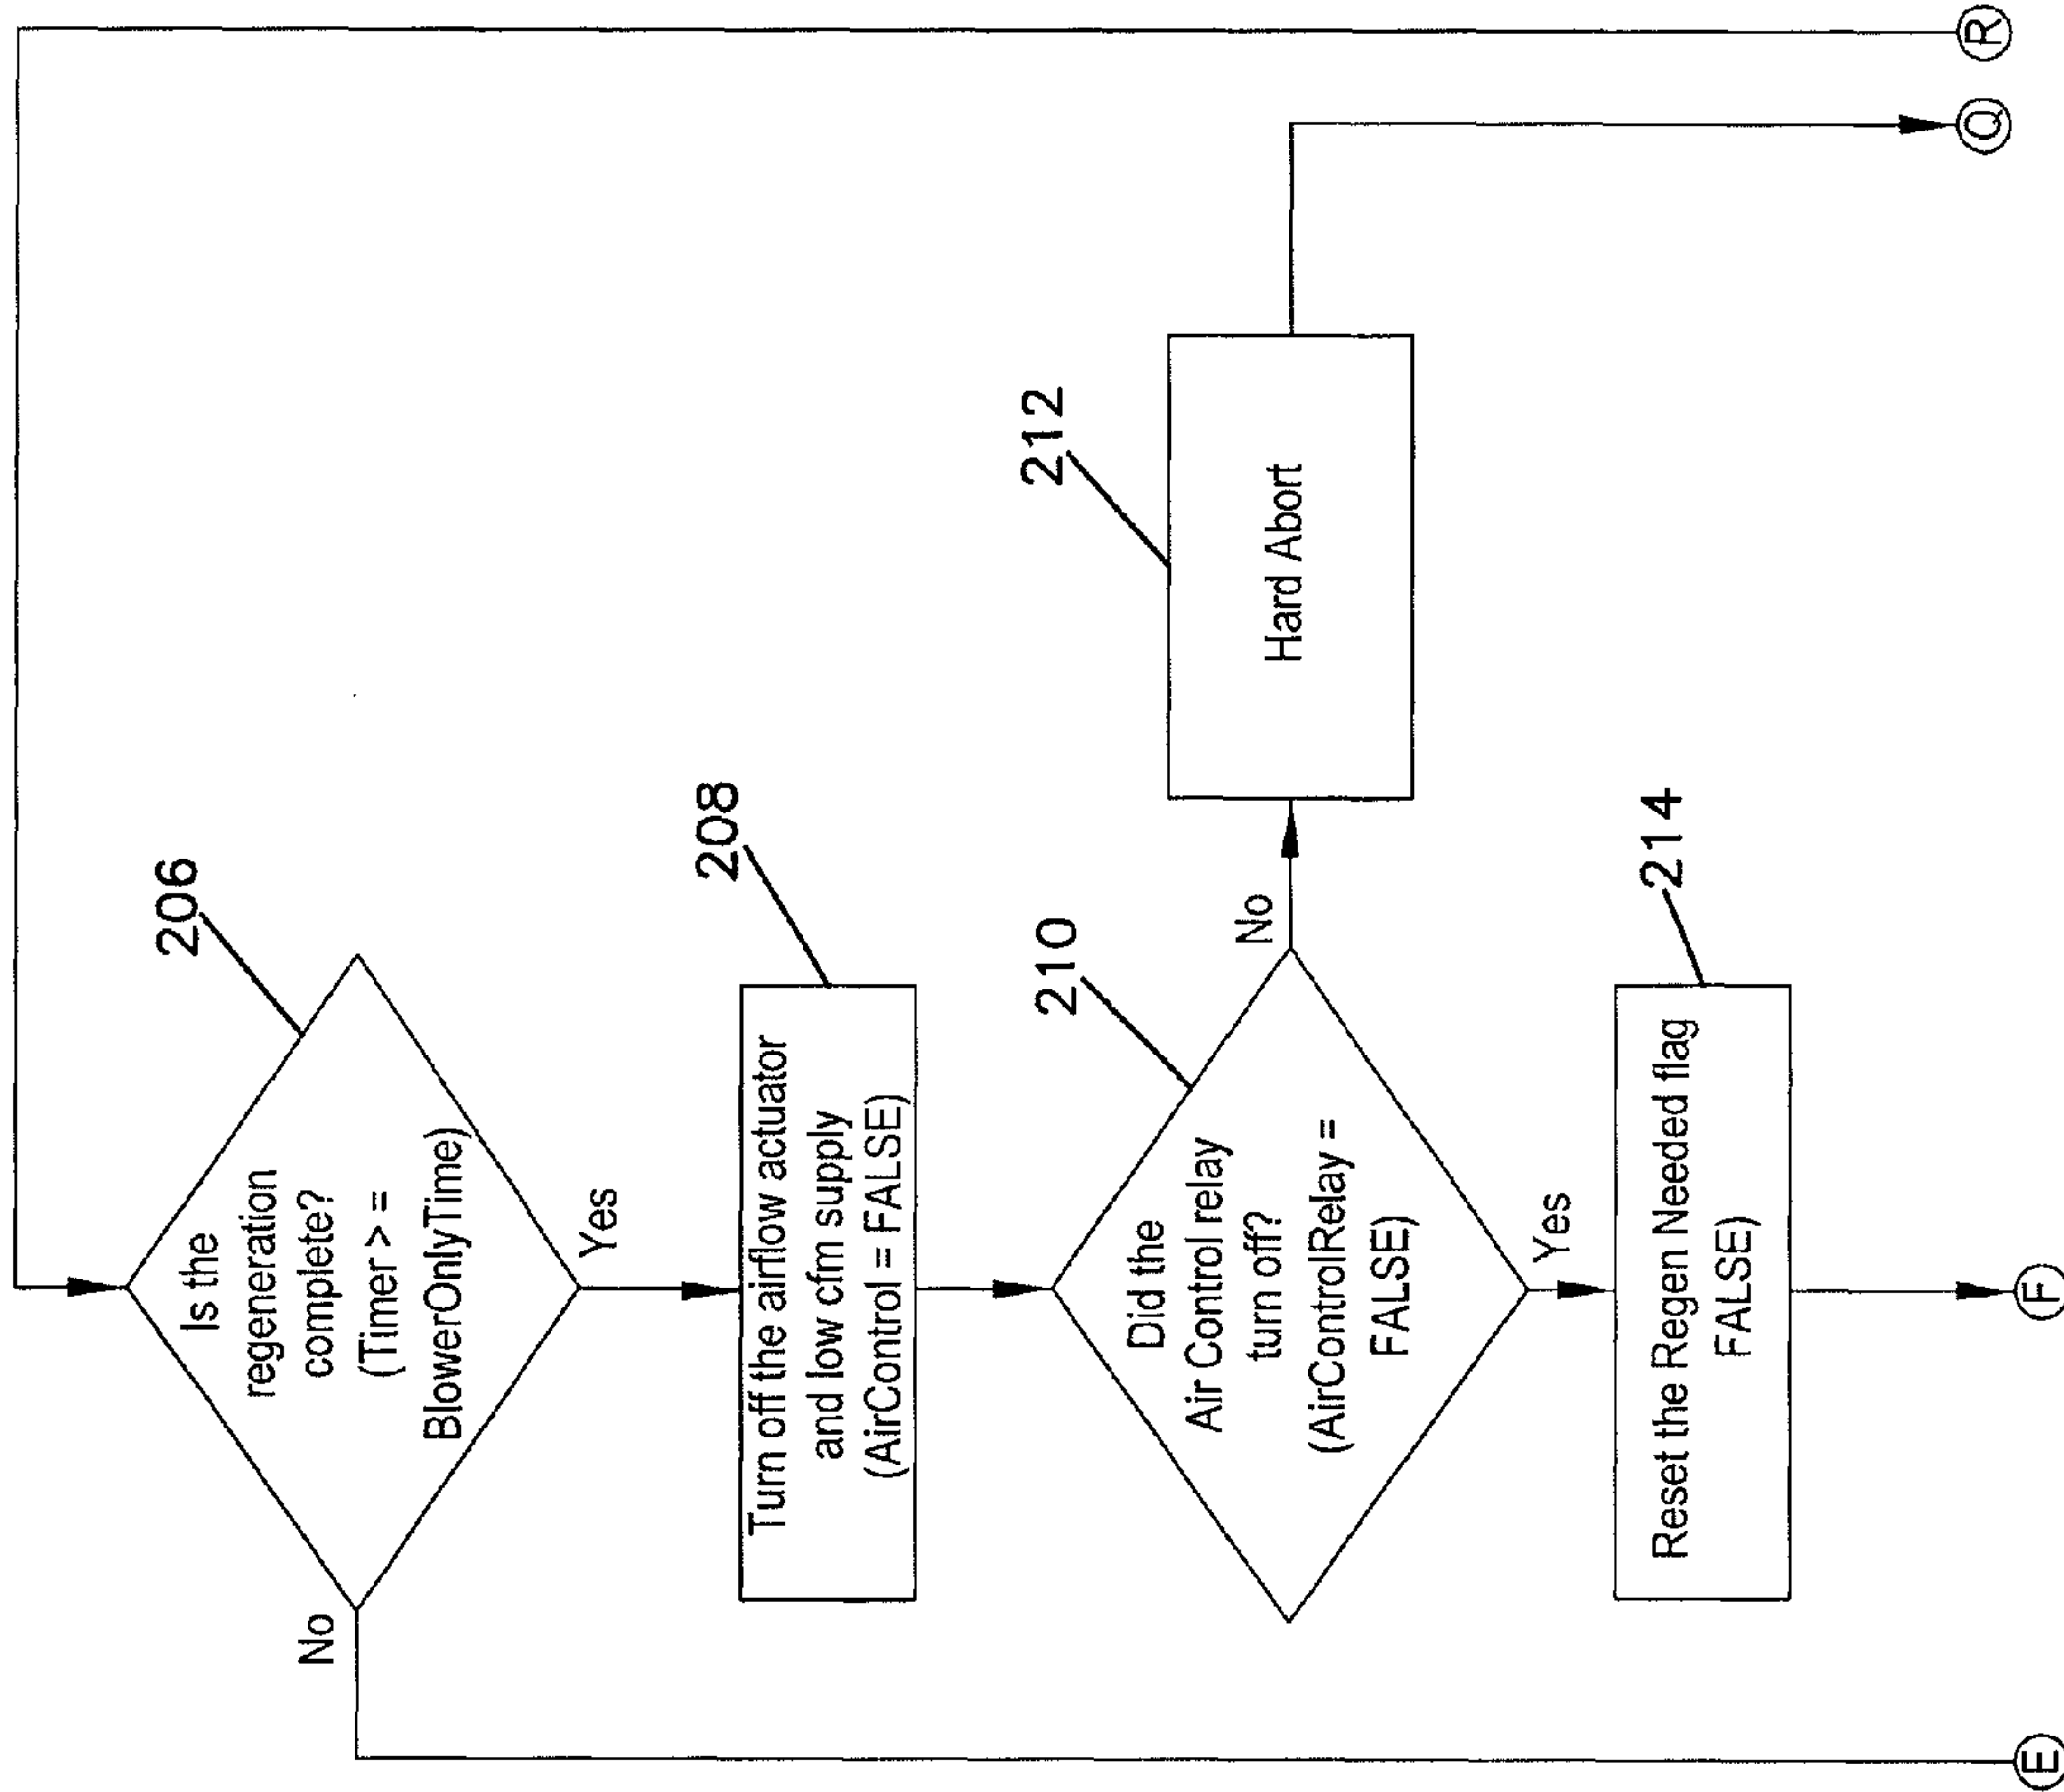 206
Is the
regeneration
complete?
(Timer > =
BlowerOnlyTime)
No
Yes
208
Turn off the airflow actuator
and low cfm supply
(AirControl = FALSE)
210
Did the
Air Control relay
turn off?
(AirControlRelay =
FALSE)
No
Yes
212
Hard Abort
214
Reset the Regen Needed flag
FALSE)
E
F
Q
R